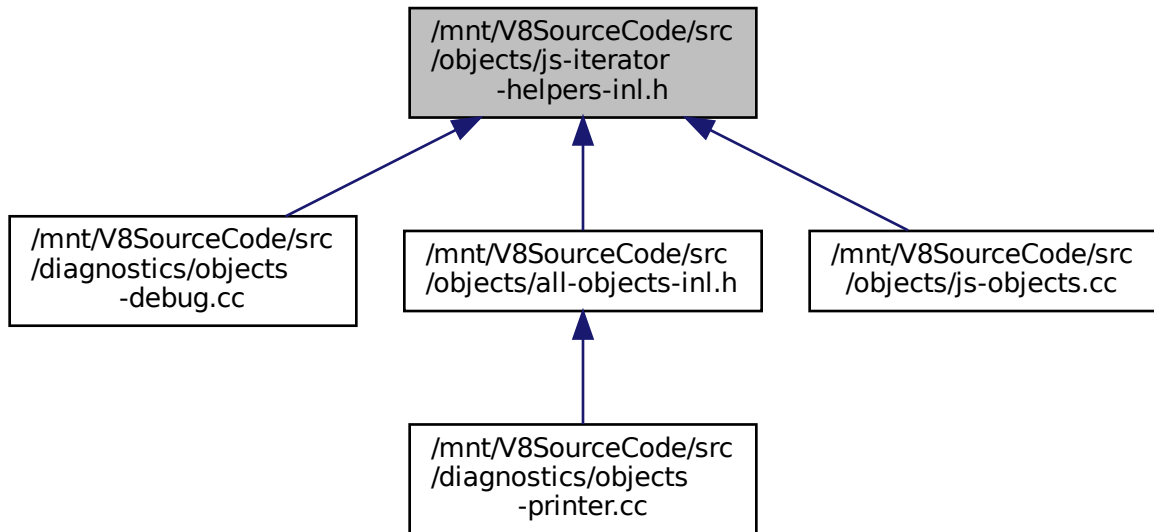 /mnt/V8SourceCode/src
/objects/js-iterator
-helpers-inl.h
/mnt/V8SourceCode/src
/diagnostics/objects
-debug.cc
/mnt/V8SourceCode/src
/objects/all-objects-inl.h
/mnt/V8SourceCode/src
/objects/js-objects.cc
/mnt/V8SourceCode/src
/diagnostics/objects
-printer.cc